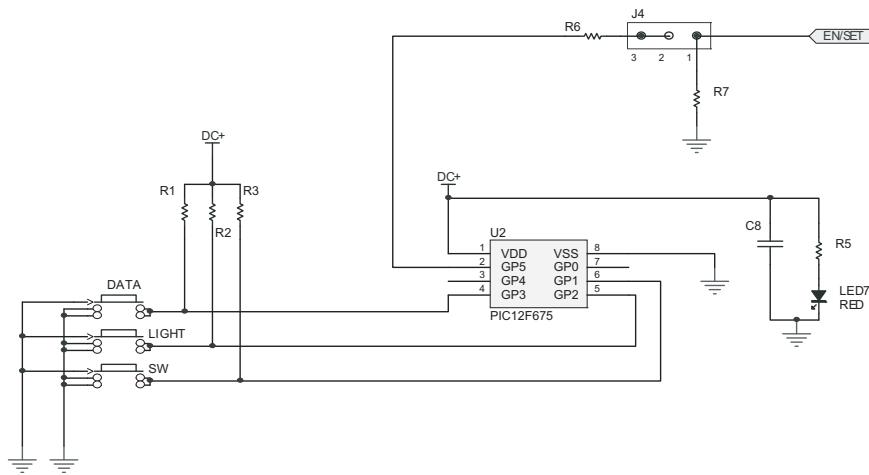 J4
R6
EN/SET
3 2 1
R7
DC+
R1 R3
R2
DC+
U2
1 VDD VSS 8
2 GP5 GP0 7
3 GP4 GP1 6
4 GP3 GP2 5
PIC12F675
C8
R5
LED7
RED
DATA
LIGHT
SW